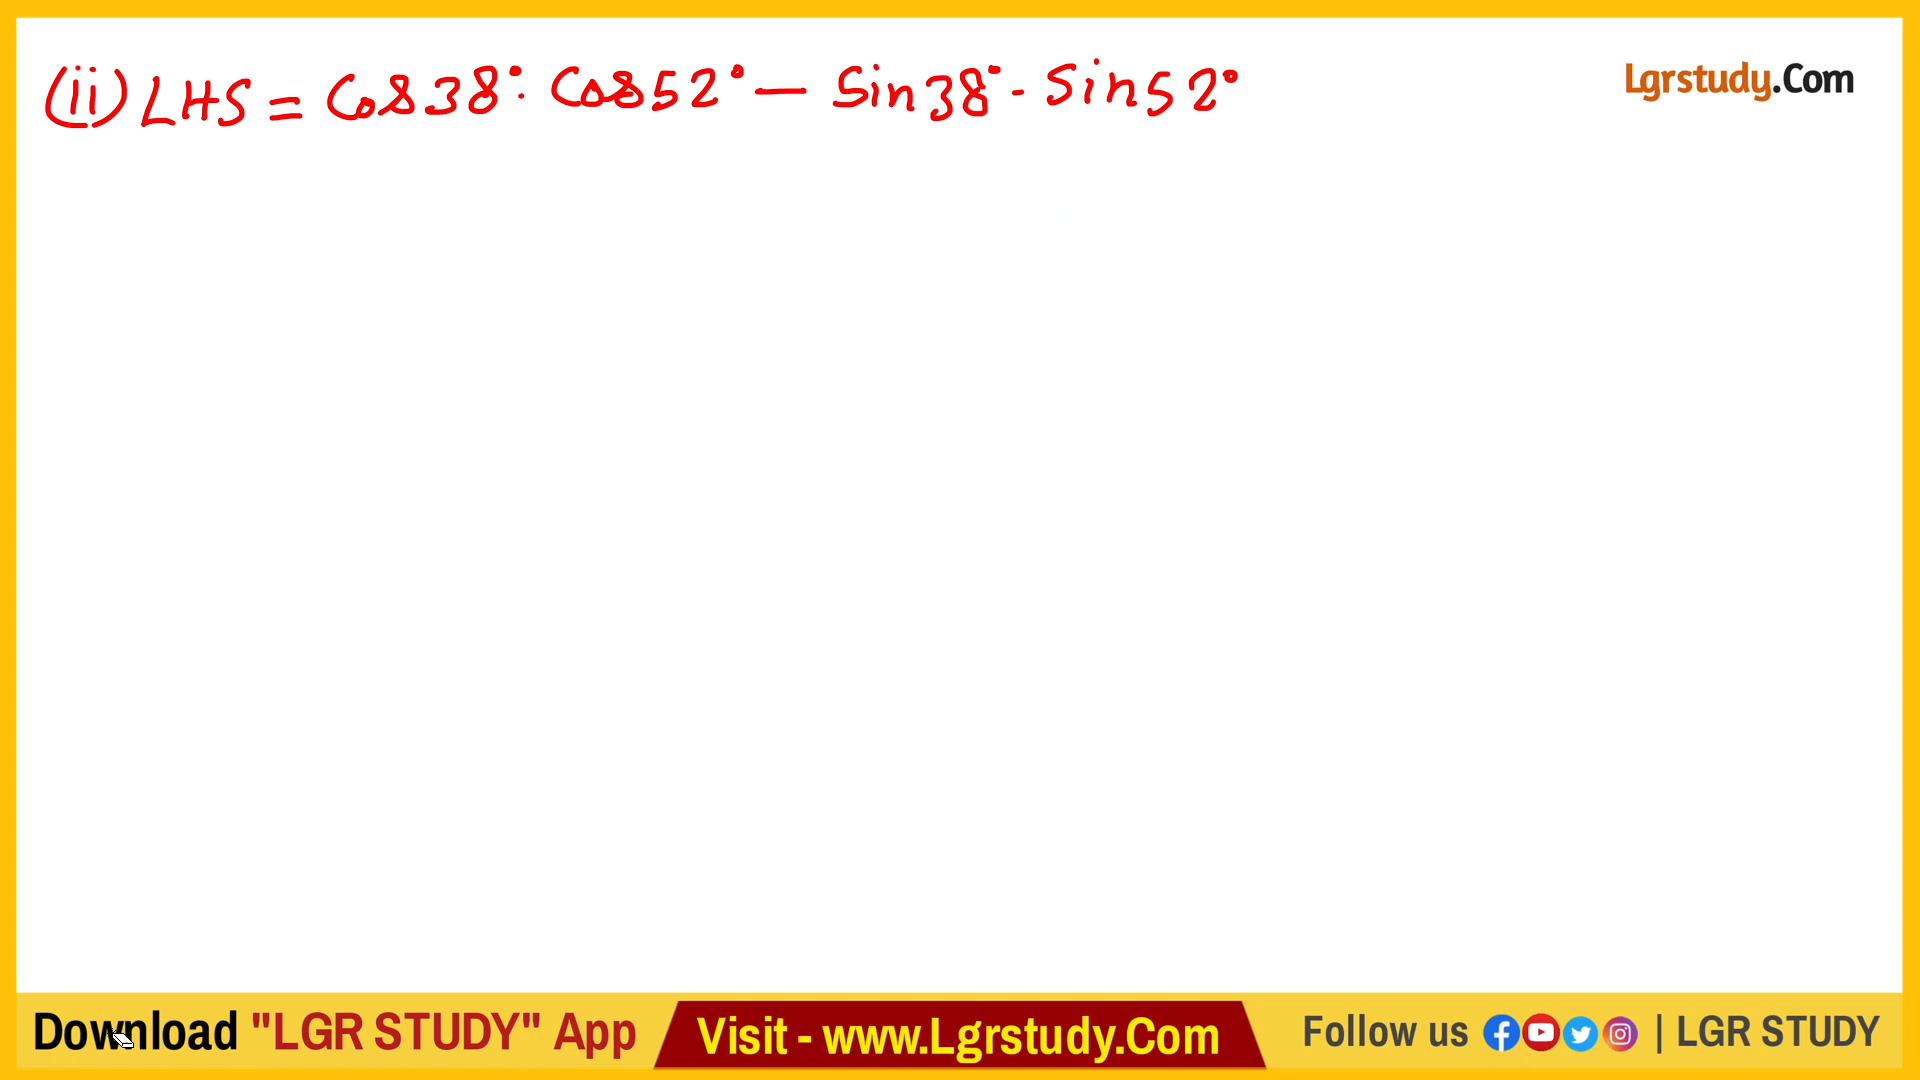 (ii) LHS = Cos38°. Cos52° — Sin38°. Sin52°
Lgrstudy.Com
Download "LGR STUDY" App
Visit - www.Lgrstudy.Com
Follow us | LGR STUDY